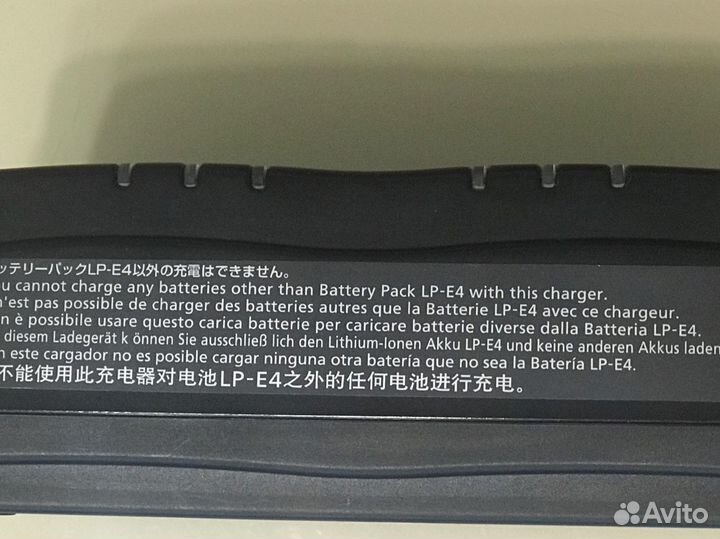 ッテリーパックLP-E4以外の充電はできません。
u cannot charge any batteries other than Battery Pack LP-E4 with this charger.
n'est pas possible de charger des batteries autres que la Batterie LP-E4 avec ce chargeur.
n è possibile usare questo carica batterie per caricare batterie diverse dalla Batteria LP-E4.
diesem Ladegerät k önnen Sie ausschließ lich den Lithium-Ionen Akku LP-E4 und keine anderen Akkus laden
n este cargador no es posible cargar ninguna otra batería que no sea la Batería LP-E4.
不能使用此充电器对电池LP-E4之外的任何电池进行充电。
Avito